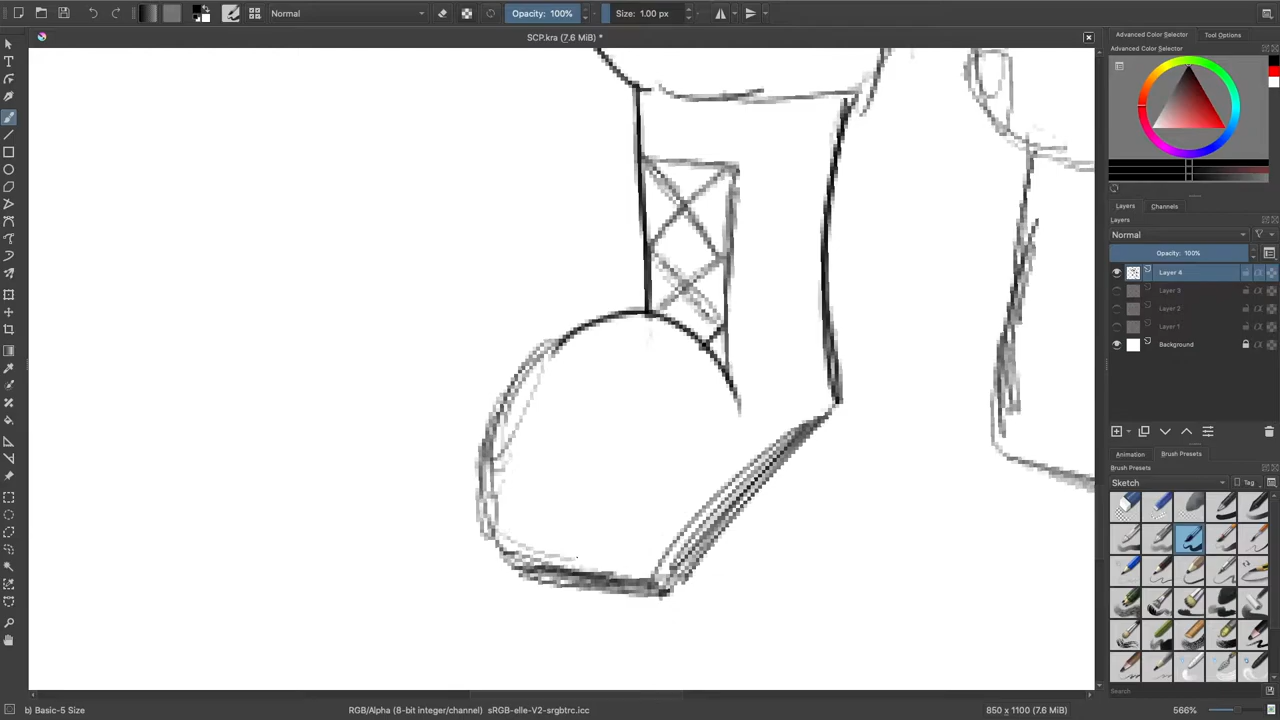 Normal
Opacity: 100%
Size: 1.00 px
SCP.kra (7.6 MiB) *
Advanced Color Selector
Tool Options
Advanced Color Selector
Layers
Channels
Layers
Normal
Opacity: 100%
Layer 4
Layer 3
Layer 2
Layer 1
Background
Animation
Brush Presets
Brush Presets
Sketch
Tag
Search
b) Basic-5 Size
RGB/Alpha (8-bit integer/channel) sRGB-elle-V2-srgbtrc.icc
850 x 1100 (7.6 MiB)
566%